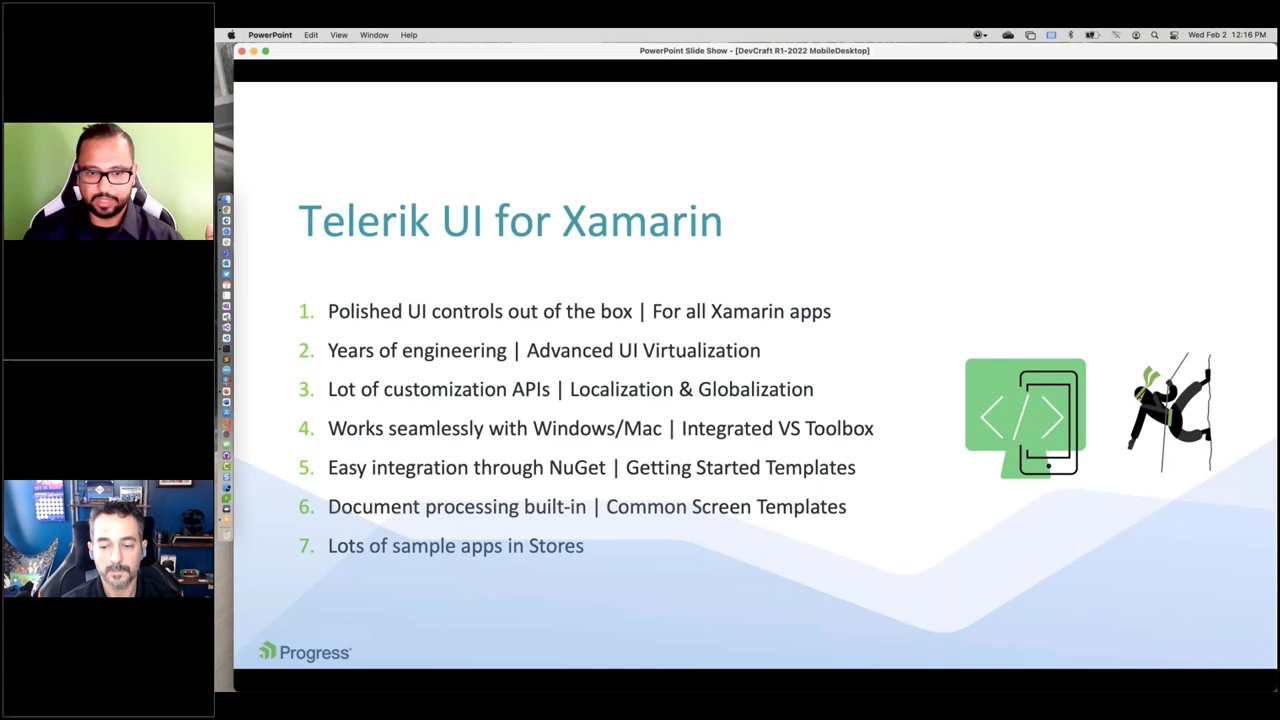 PowerPoint Edit View Window Help
Wed Feb 2 12:16 PM
PowerPoint Slide Show - [DevCraft R1-2022 MobileDesktop]
Telerik UI for Xamarin
1. Polished UI controls out of the box | For all Xamarin apps
2. Years of engineering | Advanced UI Virtualization
3. Lot of customization APIs | Localization & Globalization
4. Works seamlessly with Windows/Mac | Integrated VS Toolbox
5. Easy integration through NuGet | Getting Started Templates
6. Document processing built-in | Common Screen Templates
7. Lots of sample apps in Stores
</>
Progress®